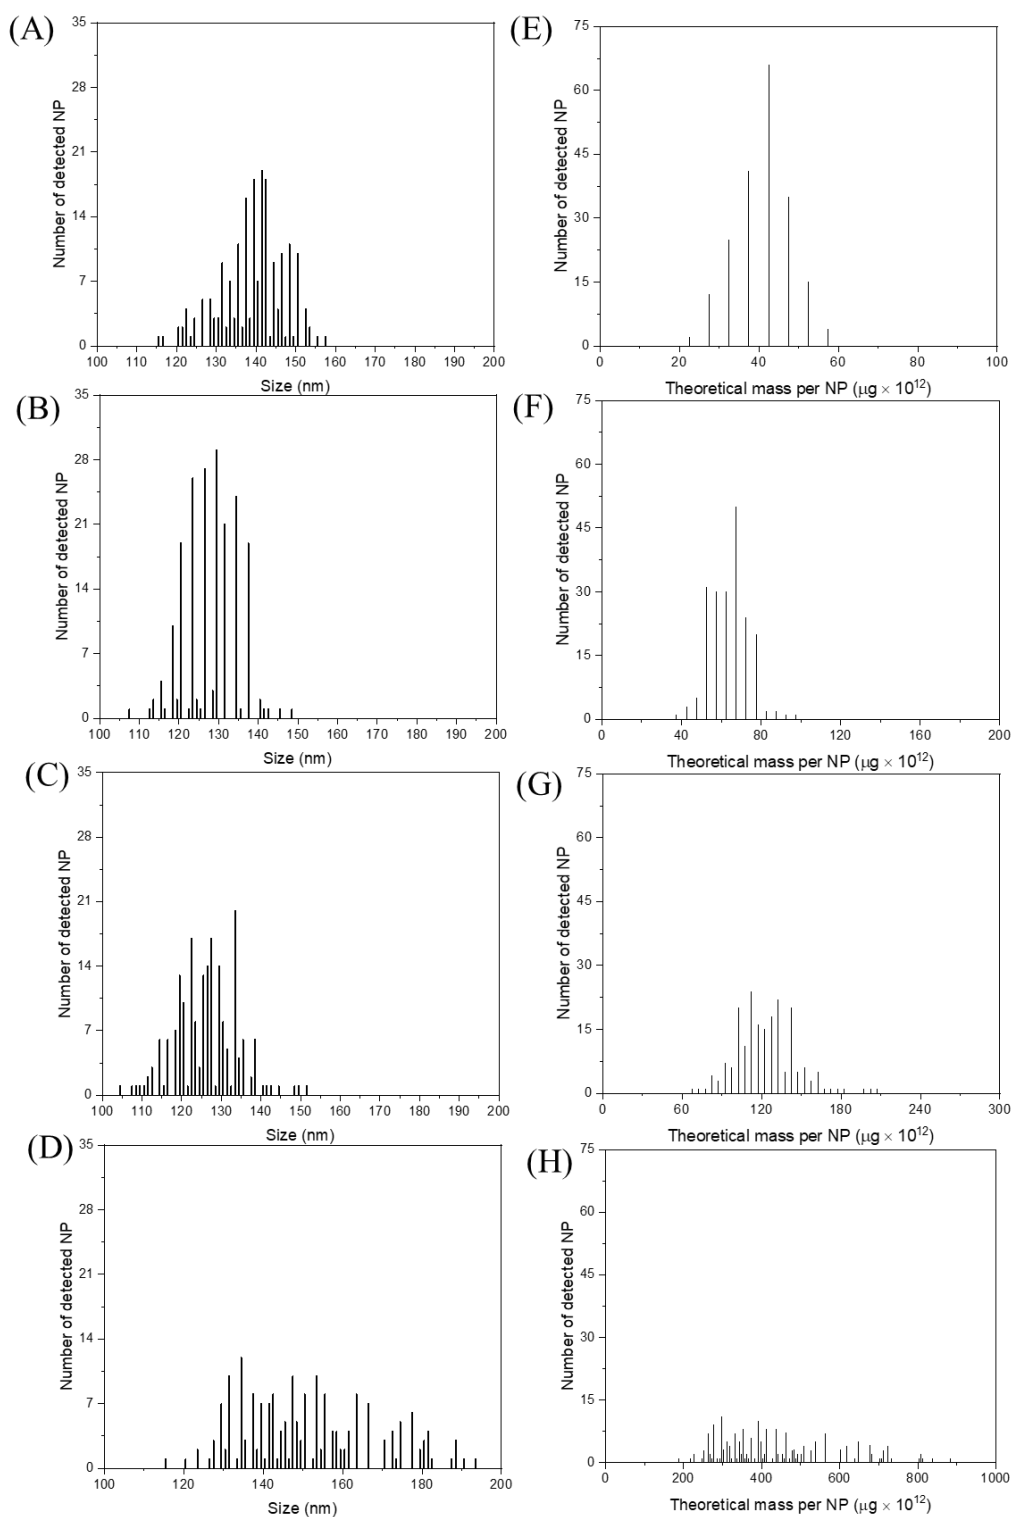 (A)
35
28
21
14
7
0
Number of detected NP
100 110 120 130 140 150 160 170 180 190 200
Size (nm)
(E)
75
60
45
30
15
0
Number of detected NP
0 20 40 60 80 100
Theoretical mass per NP (μg × 10¹²)
(B)
35
28
21
14
7
0
Number of detected NP
100 110 120 130 140 150 160 170 180 190 200
Size (nm)
(F)
75
60
45
30
15
0
Number of detected NP
0 40 80 120 160 200
Theoretical mass per NP (μg × 10¹²)
(C)
35
28
21
14
7
0
Number of detected NP
100 110 120 130 140 150 160 170 180 190 200
Size (nm)
(G)
75
60
45
30
15
0
Number of detected NP
0 60 120 180 240 300
Theoretical mass per NP (μg × 10¹²)
(D)
35
28
21
14
7
0
Number of detected NP
100 120 140 160 180 200
Size (nm)
(H)
75
60
45
30
15
0
Number of detected NP
0 200 400 600 800 1000
Theoretical mass per NP (μg × 10¹²)